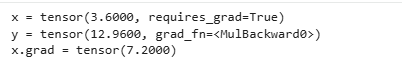 x = tensor(3.6000, requires_grad=True)
y = tensor(12.9600, grad_fn=<MulBackward0>)
x.grad = tensor(7.2000)